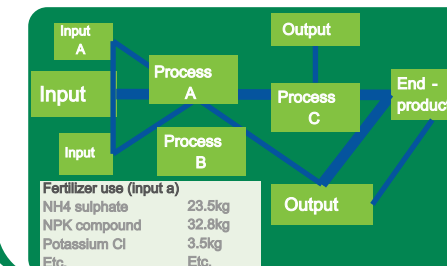 Input
A
Input
Input
Process
A
Process
B
Output
Process
C
End -
product
Output
Fertilizer use (input a)
NH4 sulphate 23.5kg
NPK compound 32.8kg
Potassium Cl 3.5kg
Etc. Etc.